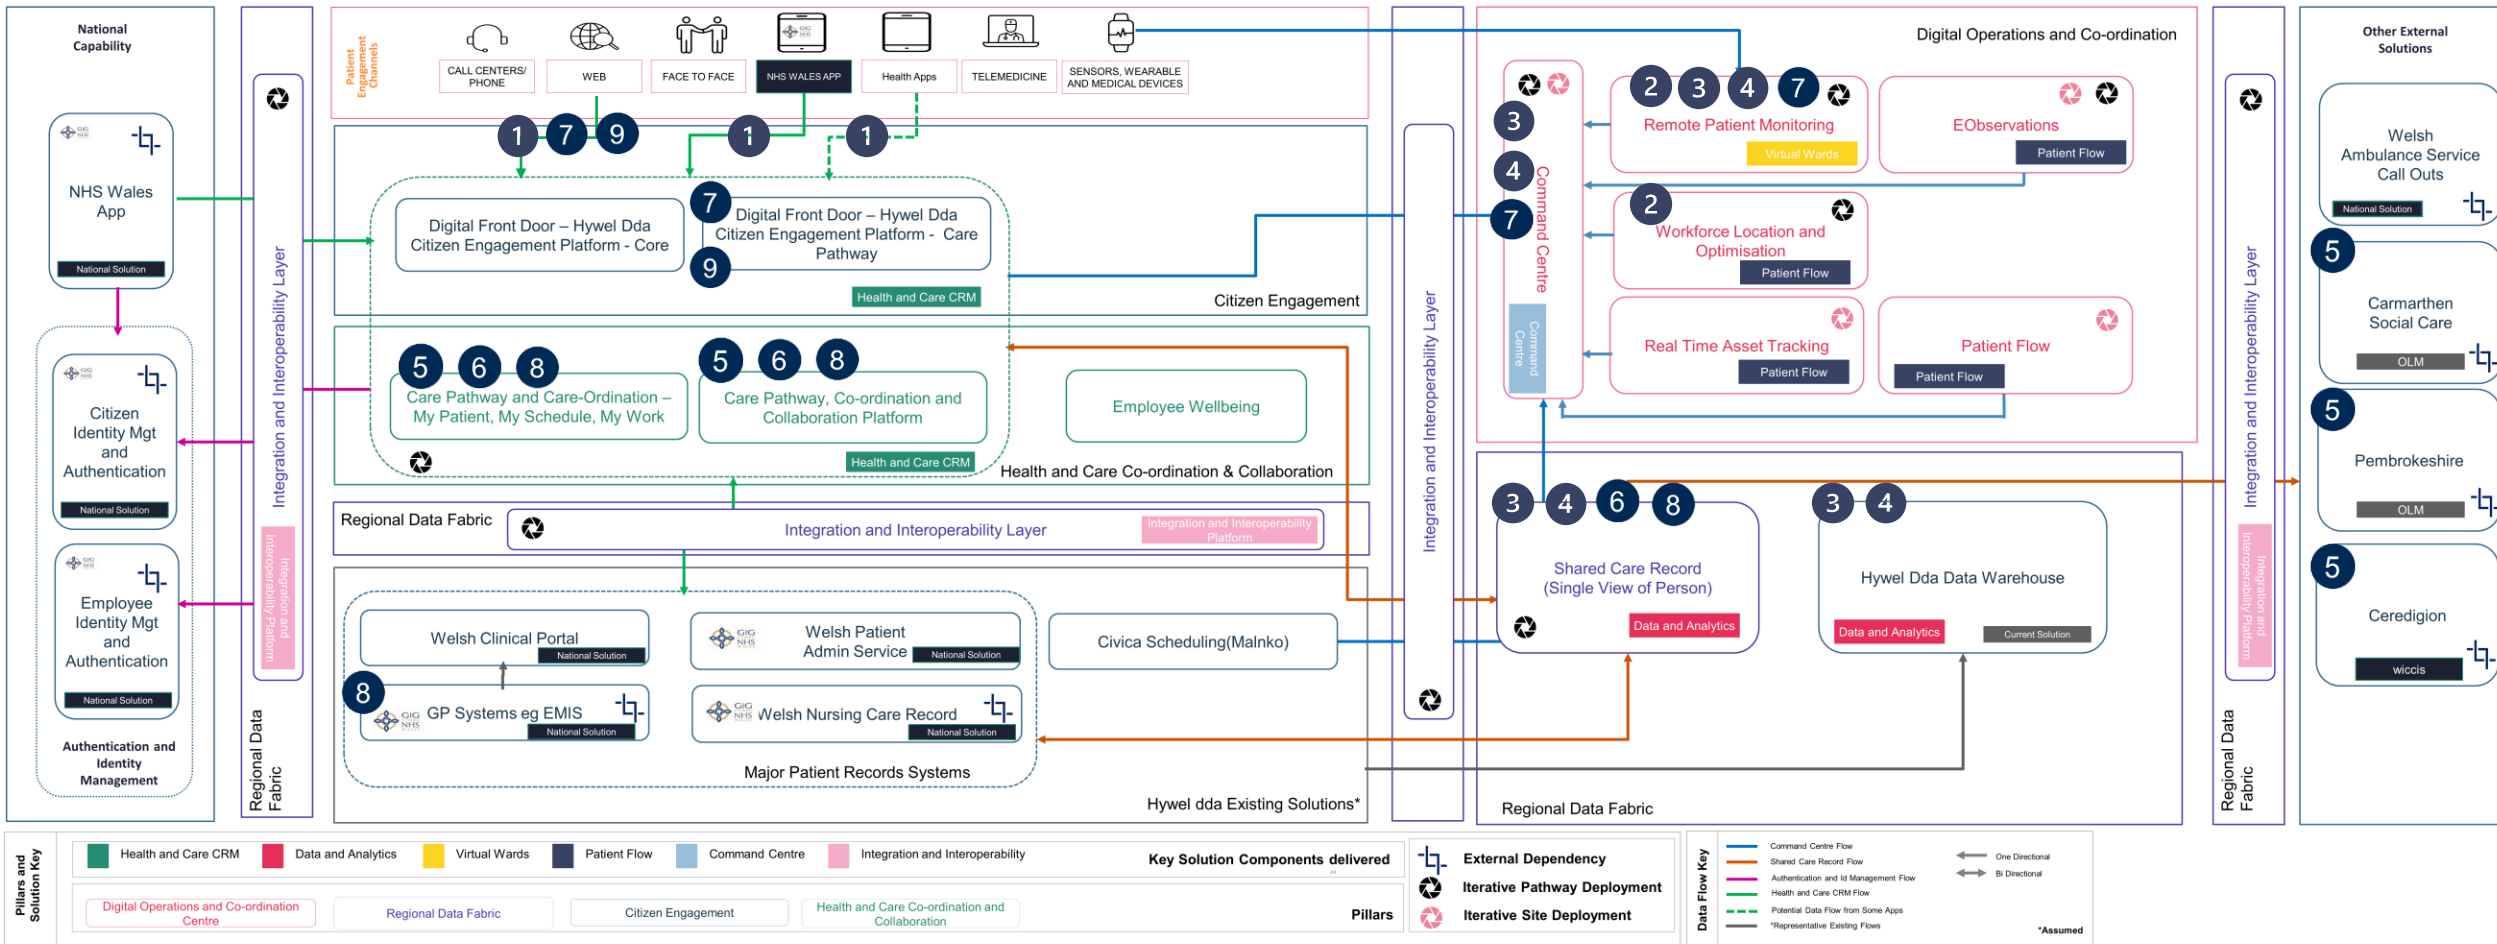 National
Capability
NHS Wales
App
National Solution
GIG
NHS
Citizen
Identity Mgt
and
Authentication
National Solution
GIG
NHS
Employee
Identity Mgt
and
Authentication
National Solution
Authentication and
Identity
Management
Integration and Interoperability Layer
Integration and
Interoperability Platform
Regional Data
Fabric
Patient
Engagement
Channels
CALL CENTERS/
PHONE
WEB
FACE TO FACE
GIG
NHS
NHS WALES APP
Health Apps
TELEMEDICINE
SENSORS, WEARABLE
AND MEDICAL DEVICES
1
7
9
1
1
Digital Front Door – Hywel Dda
Citizen Engagement Platform - Core
7
Digital Front Door – Hywel Dda
Citizen Engagement Platform -  Care
Pathway
9
Health and Care CRM
Citizen Engagement
5
6
8
Care Pathway and Care-Ordination –
My Patient, My Schedule, My Work
5
6
8
Care Pathway, Co-ordination and
Collaboration Platform
Employee Wellbeing
Health and Care CRM
Health and Care Co-ordination & Collaboration
Regional Data Fabric
Integration and Interoperability Layer
Integration and Interoperability
Platform
Welsh Clinical Portal
National Solution
GIG
NHS
Welsh Patient
Admin Service
National Solution
Civica Scheduling(Malnko)
8
GIG
NHS
GP Systems eg EMIS
National Solution
GIG
NHS
Welsh Nursing Care Record
National Solution
Major Patient Records Systems
Hywel dda Existing Solutions*
Integration and Interoperability Layer
Digital Operations and Co-ordination
3
4
7
Command Centre
Command
Centre
2
3
4
7
Remote Patient Monitoring
Virtual Wards
EObservations
Patient Flow
2
Workforce Location and
Optimisation
Patient Flow
Real Time Asset Tracking
Patient Flow
Patient Flow
Patient Flow
3
4
6
8
Shared Care Record
(Single View of Person)
Data and Analytics
3
4
Hywel Dda Data Warehouse
Data and Analytics
Current Solution
Regional Data Fabric
Integration and Interoperability Layer
Integration and
Interoperability Platform
Regional Data
Fabric
Other External
Solutions
Welsh
Ambulance Service
Call Outs
National Solution
5
Carmarthen
Social Care
OLM
5
Pembrokeshire
OLM
5
Ceredigion
wiccis
Pillars and
Solution Key
Health and Care CRM
Data and Analytics
Virtual Wards
Patient Flow
Command Centre
Integration and Interoperability
Key Solution Components delivered
Digital Operations and Co-ordination
Centre
Regional Data Fabric
Citizen Engagement
Health and Care Co-ordination and
Collaboration
Pillars
External Dependency
Iterative Pathway Deployment
Iterative Site Deployment
Data Flow Key
Command Centre Flow
Shared Care Record Flow
Authentication and Id Management Flow
Health and Care CRM Flow
Potential Data Flow from Some Apps
*Representative Existing Flows
One Directional
Bi Directional
*Assumed